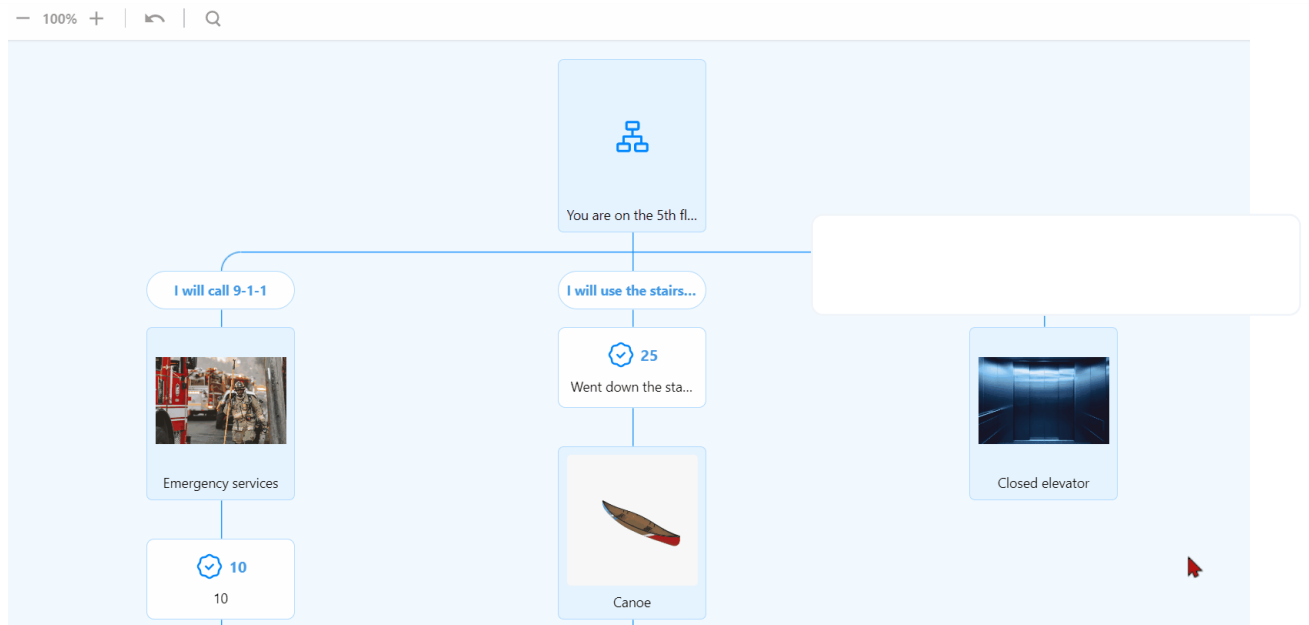 100%
You are on the 5th fl...
I will call 9-1-1
I will use the stairs...
25
Went down the sta...
Emergency services
Closed elevator
10
10
Canoe